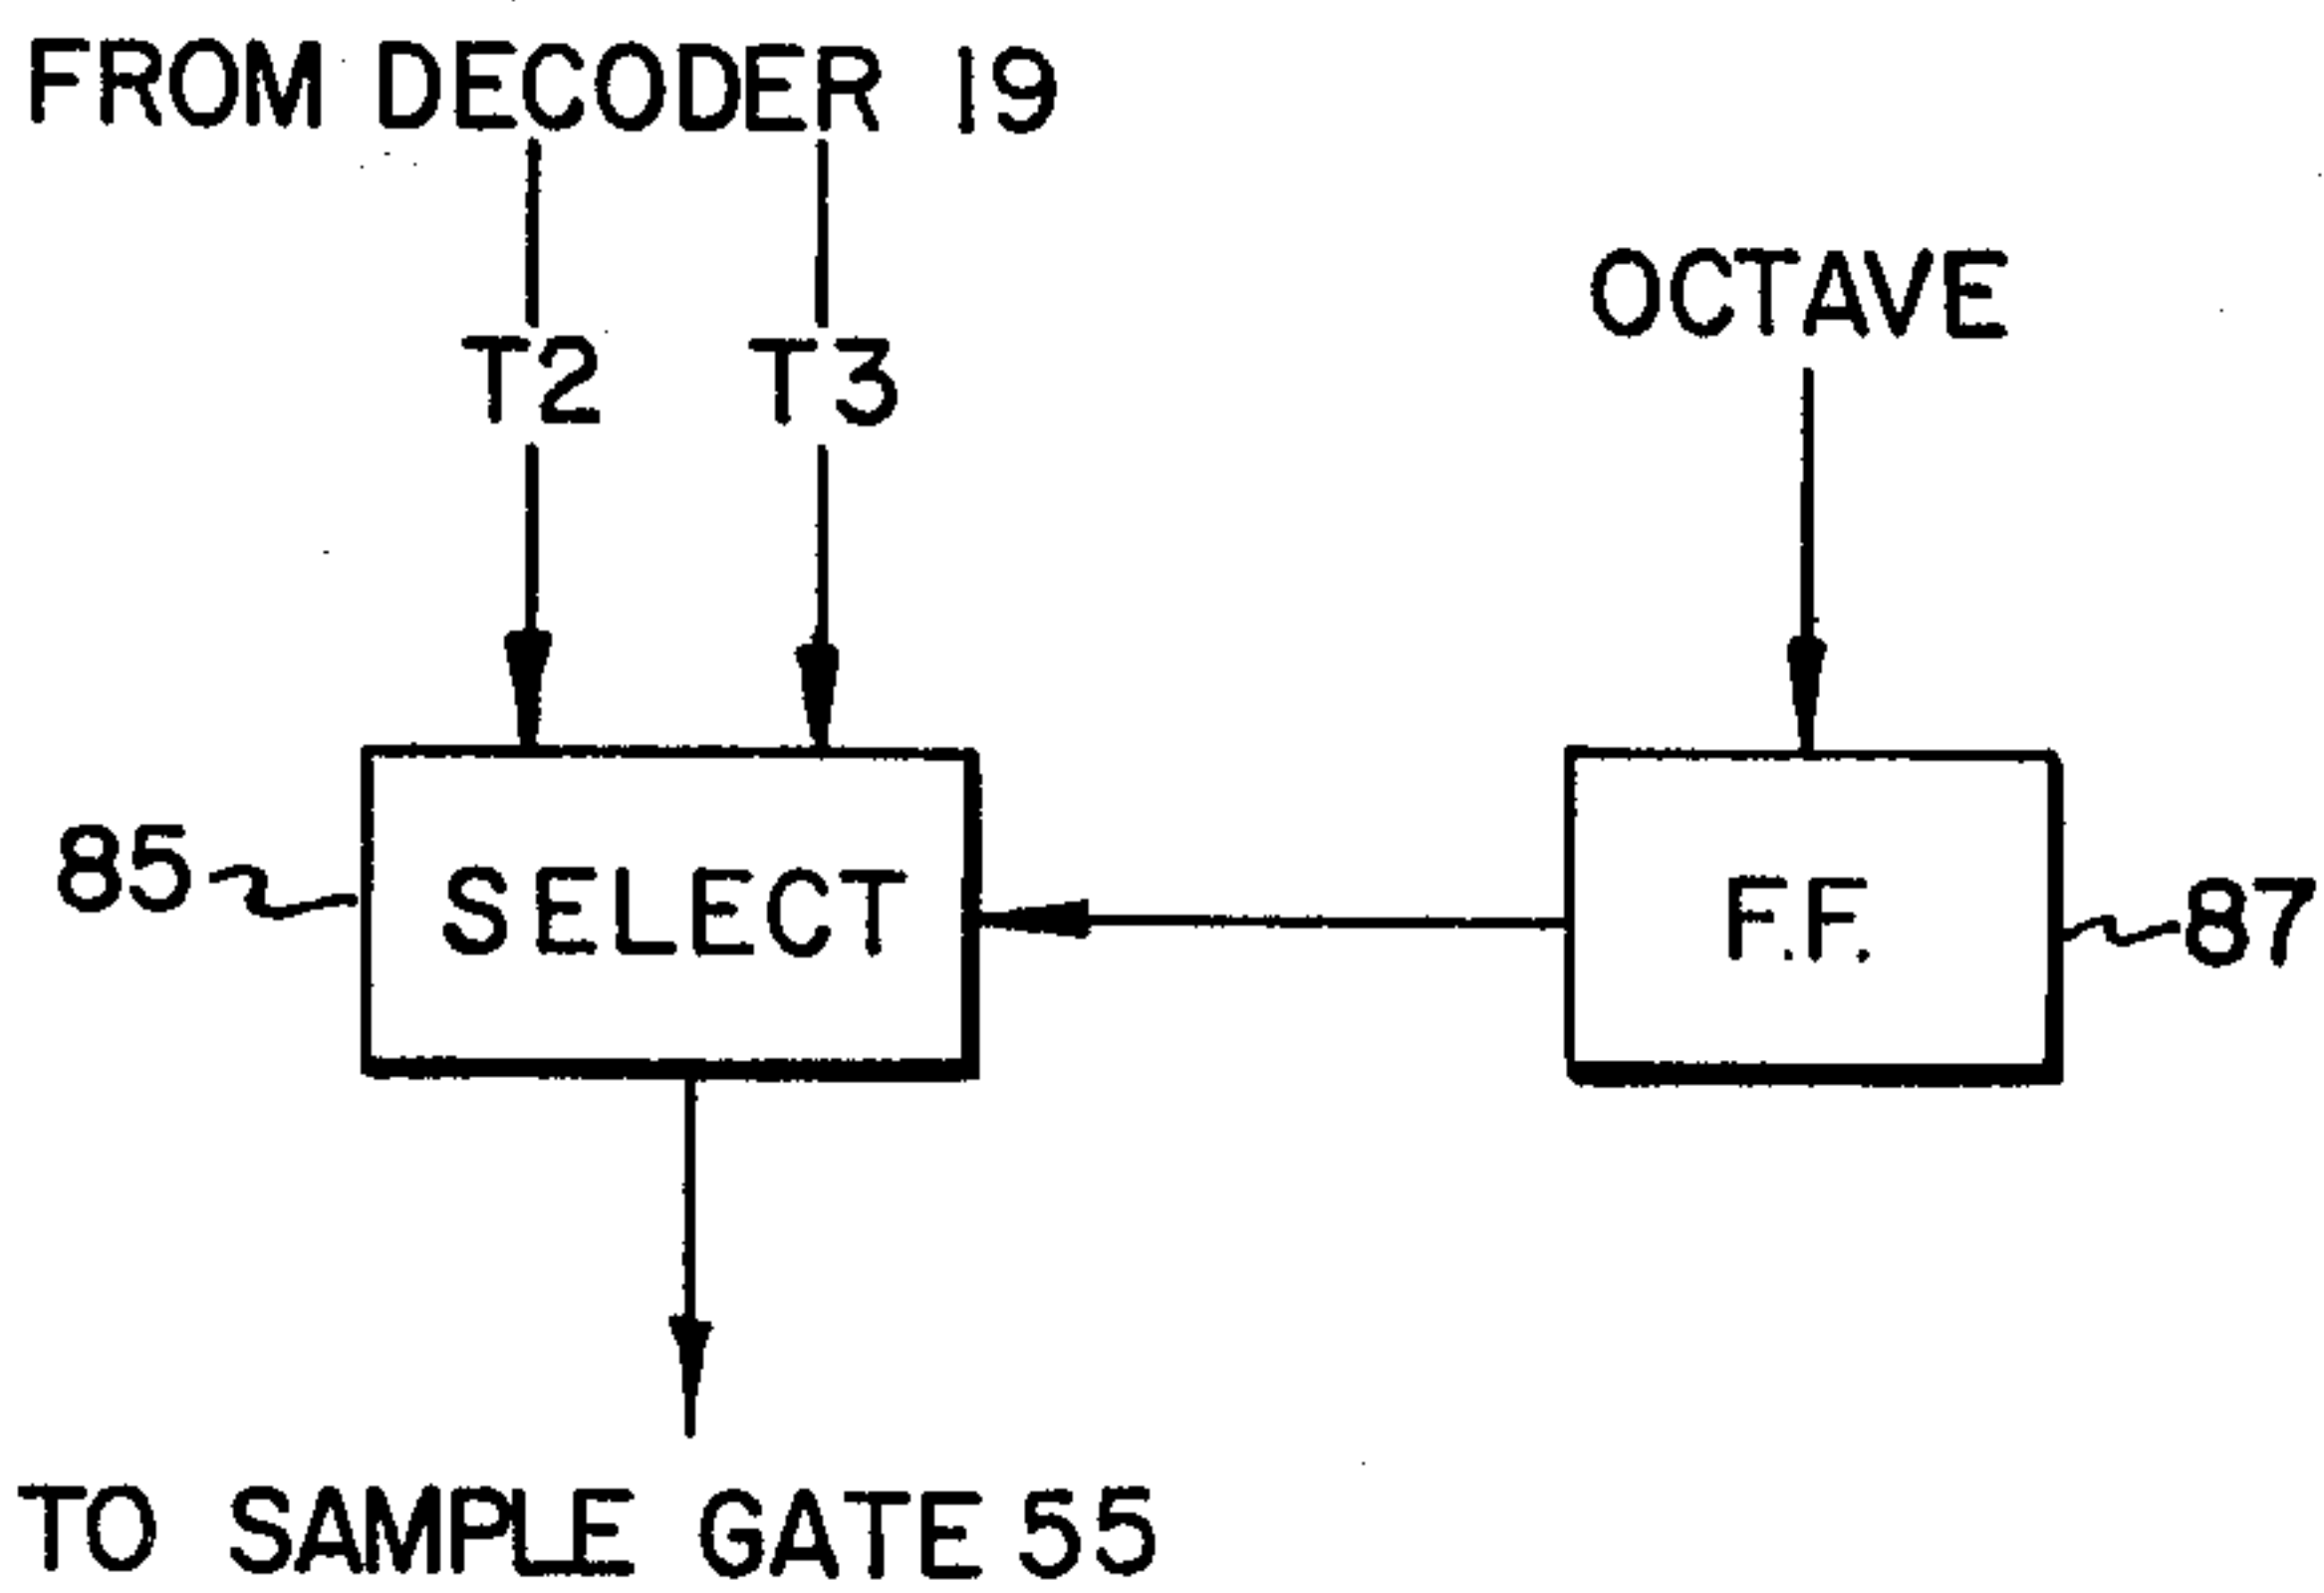 FROM DECODER 19
OCTAVE
T2 T3
85 SELECT F.F. 87
TO SAMPLE GATE 55